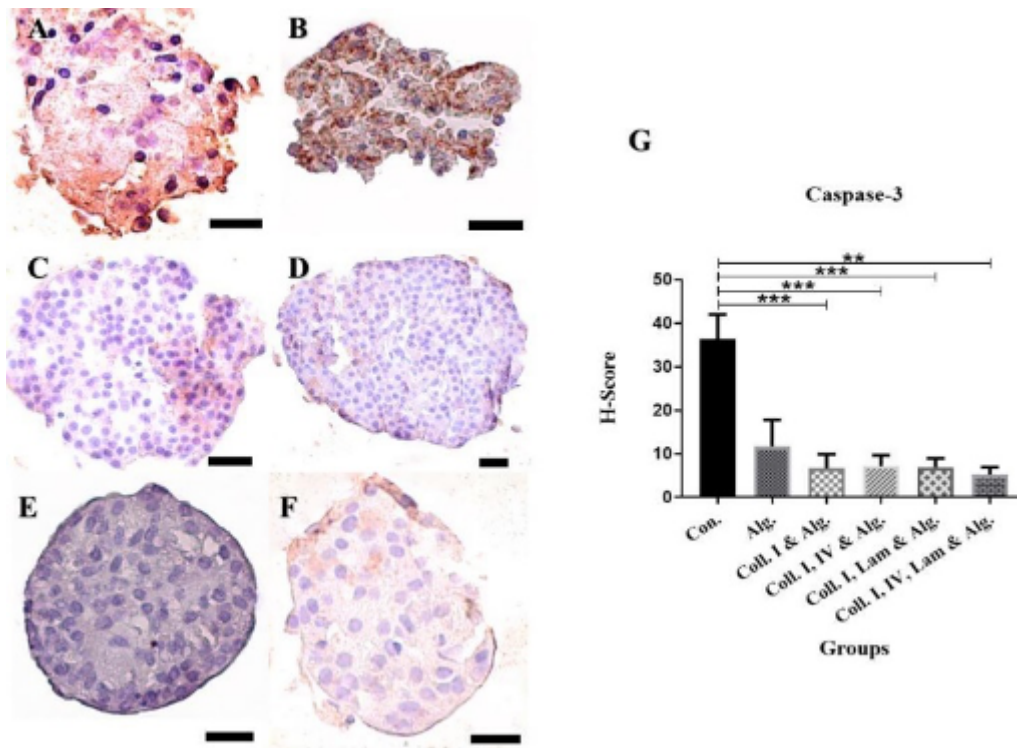 A
B
C
D
E
F
G
Caspase-3
**
***
***
***
50
40
30
20
10
0
H-Score
Con.
Alg.
Coll. I & Alg.
Coll. I, IV & Alg.
Coll. I, Lam & Alg.
Coll. I, IV, Lam & Alg.
Groups